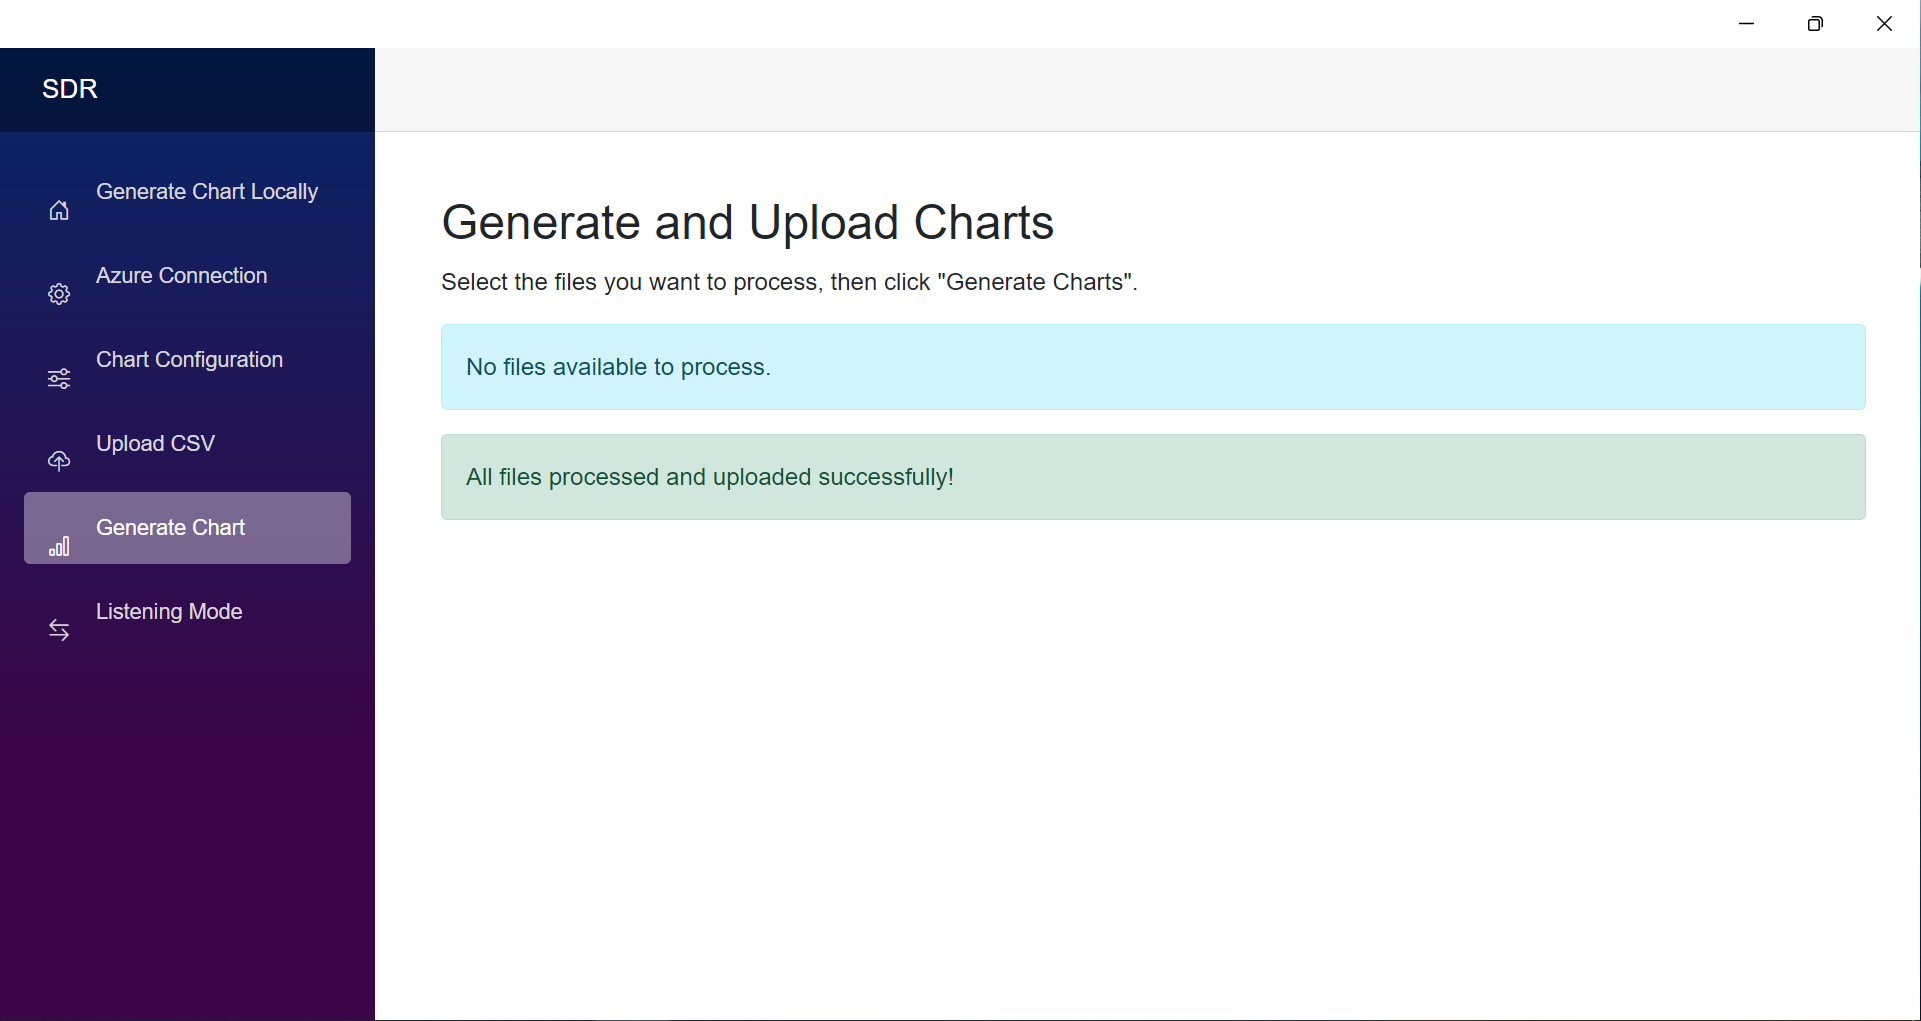 SDR
Generate Chart Locally
Azure Connection
Chart Configuration
Upload CSV
Generate Chart
Listening Mode
Generate and Upload Charts
Select the files you want to process, then click "Generate Charts".
No files available to process.
All files processed and uploaded successfully!